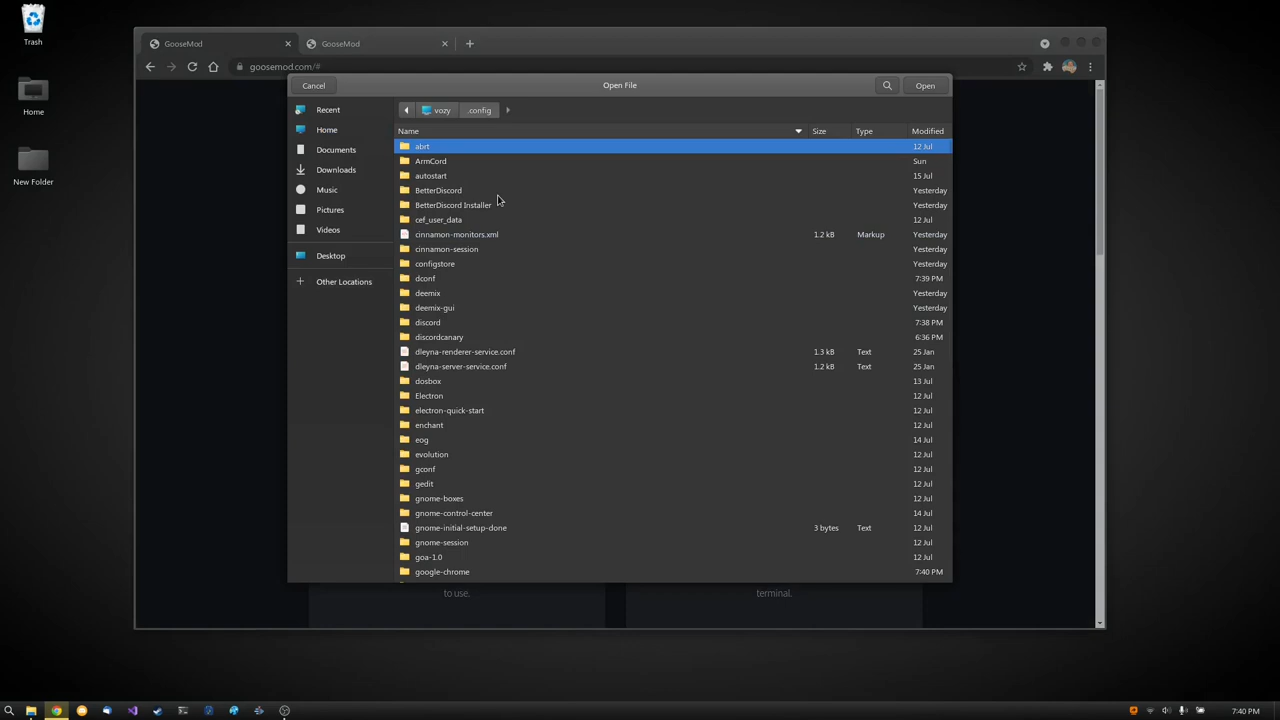 Trash
Home
New Folder
GooseMod
GooseMod
goosemod.com/#
Cancel
Open File
Open
Recent
Home
Documents
Downloads
Music
Pictures
Videos
Desktop
Other Locations
vozy .config
Name Size Type Modified
abrt 12 Jul
ArmCord Sun
autostart 15 Jul
BetterDiscord Yesterday
BetterDiscord Installer Yesterday
cef_user_data 12 Jul
cinnamon-monitors.xml 1.2 kB Markup Yesterday
cinnamon-session Yesterday
configstore Yesterday
dconf 7:39 PM
deemix Yesterday
deemix-gui Yesterday
discord 7:38 PM
discordcanary 6:36 PM
dleyna-renderer-service.conf 1.3 kB Text 25 Jan
dleyna-server-service.conf 1.2 kB Text 25 Jan
dosbox 13 Jul
Electron 12 Jul
electron-quick-start 12 Jul
enchant 12 Jul
eog 14 Jul
evolution 12 Jul
gconf 12 Jul
gedit 12 Jul
gnome-boxes 12 Jul
gnome-control-center 14 Jul
gnome-initial-setup-done 3 bytes Text 12 Jul
gnome-session 12 Jul
goa-1.0 12 Jul
google-chrome 7:40 PM
to use.
terminal.
7:40 PM